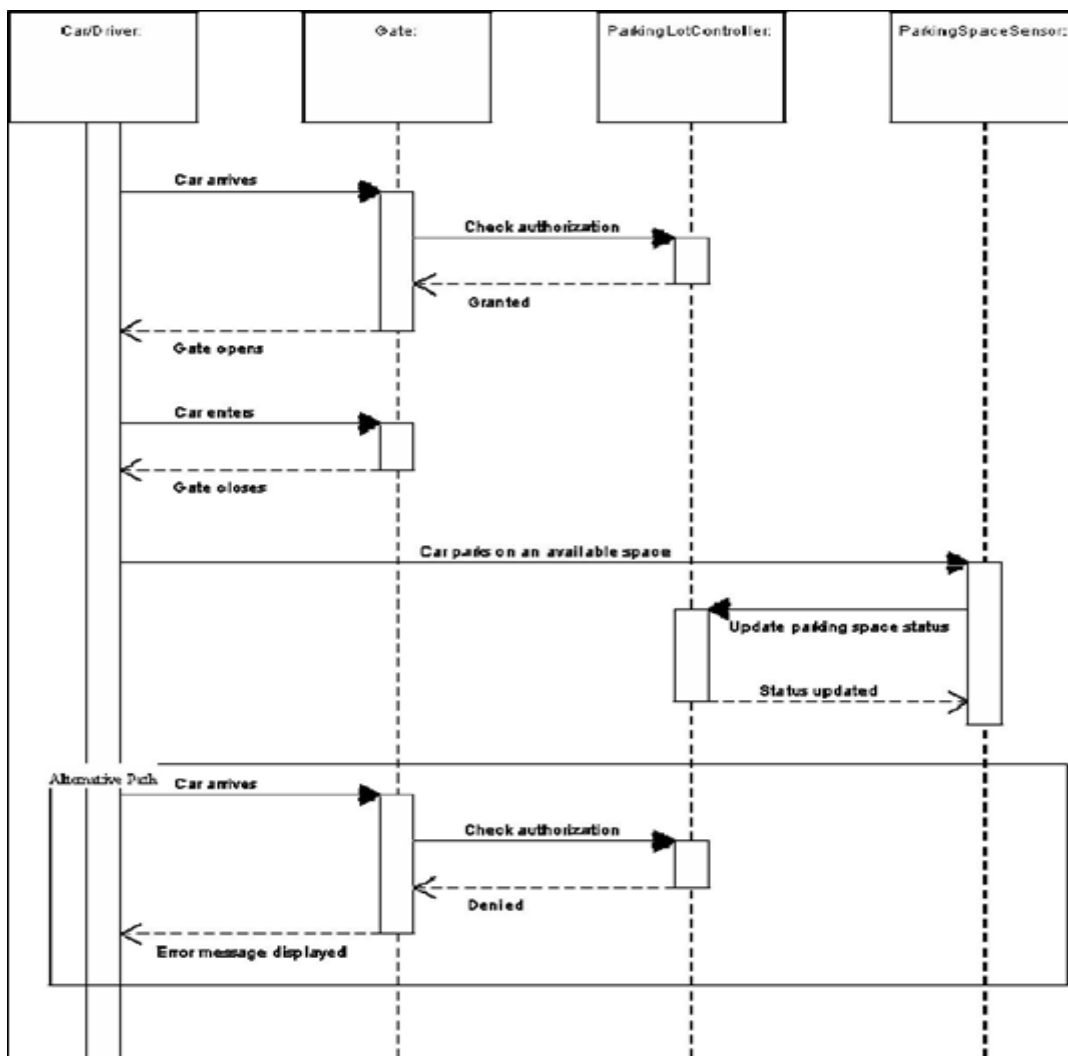 Car/Driver:
Gate:
ParkingLotController:
ParkingSpaceSensor:
Car arrives
Check authorization
Granted
Gate opens
Car enters
Gate closes
Car parks on an available space
Update parking space status
Status updated
Alternative Path
Car arrives
Check authorization
Denied
Error message displayed